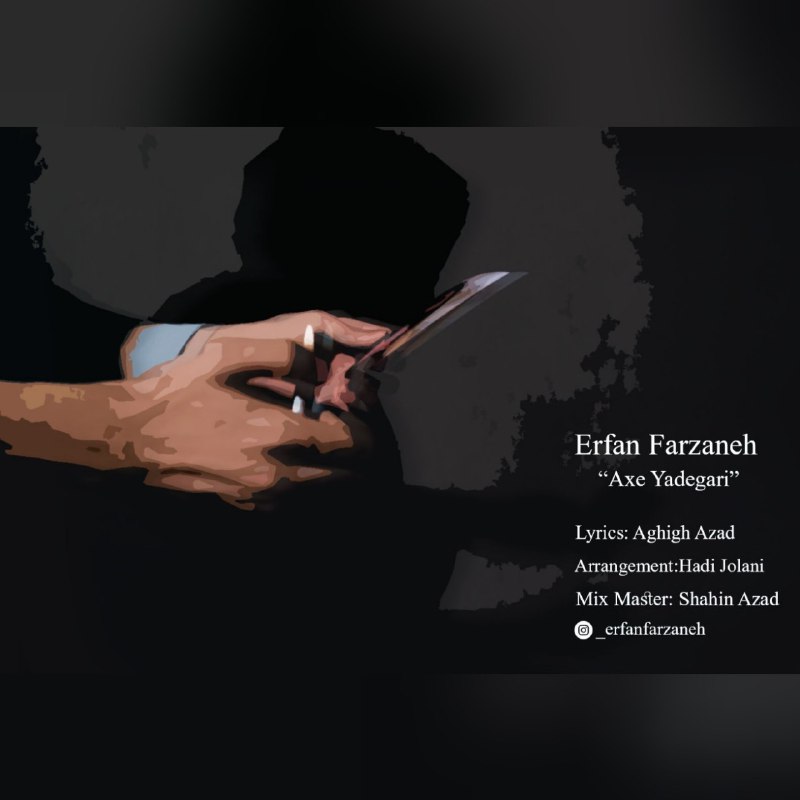 Erfan Farzaneh
“Axe Yadegari”
Lyrics: Aghigh Azad
Arrangement:Hadi Jolani
Mix Master: Shahin Azad
_erfanfarzaneh